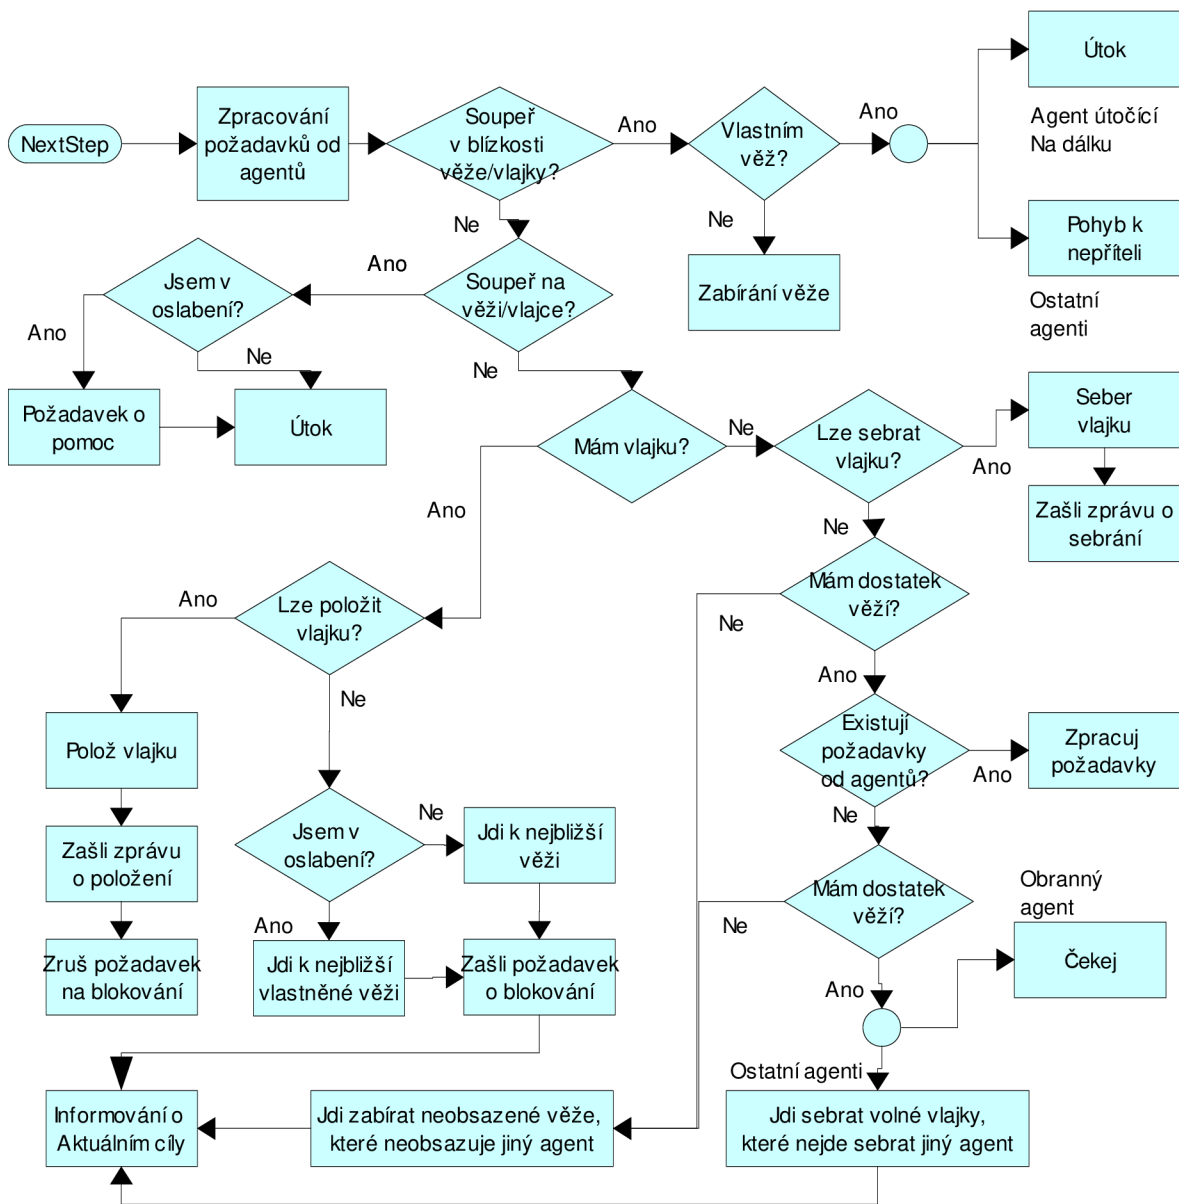 Útok
NextStep
Zpracování
požadavků od
agentů
Soupeř
v blízkosti
věže/vlajky?
Ano
Vlastním
věž?
Ano
Agent útočící
Na dálku
Ne
Ne
Pohyb k
nepříteli
Ostatní
agenti
Zabírání věže
Soupeř na
věži/vlajce?
Ano
Jsem v
oslabení?
Ano
Ne
Požadavek o
pomoc
Útok
Ne
Mám vlajku?
Ne
Lze sebrat
vlajku?
Ano
Seber
vlajku
Zašli zprávu o
sebrání
Ano
Ne
Mám dostatek
věží?
Ne
Ano
Lze položit
vlajku?
Ano
Ne
Existují
požadavky
od agentů?
Ano
Zpracuj
požadavky
Ne
Polož vlajku
Zašli zprávu
o položení
Zruš požadavek
na blokování
Jsem v
oslabení?
Ne
Jdi k nejbližší
věži
Ano
Jdi k nejbližší
vlastněné věži
Zašli požadavek
o blokování
Mám dostatek
věží?
Ne
Ano
Obranný
agent
Čekej
Ostatní agenti
Informování o
Aktuálním cíly
Jdi zabírat neobsazené věže,
které neobsazuje jiný agent
Jdi sebrat volné vlajky,
které nejde sebrat jiný agent